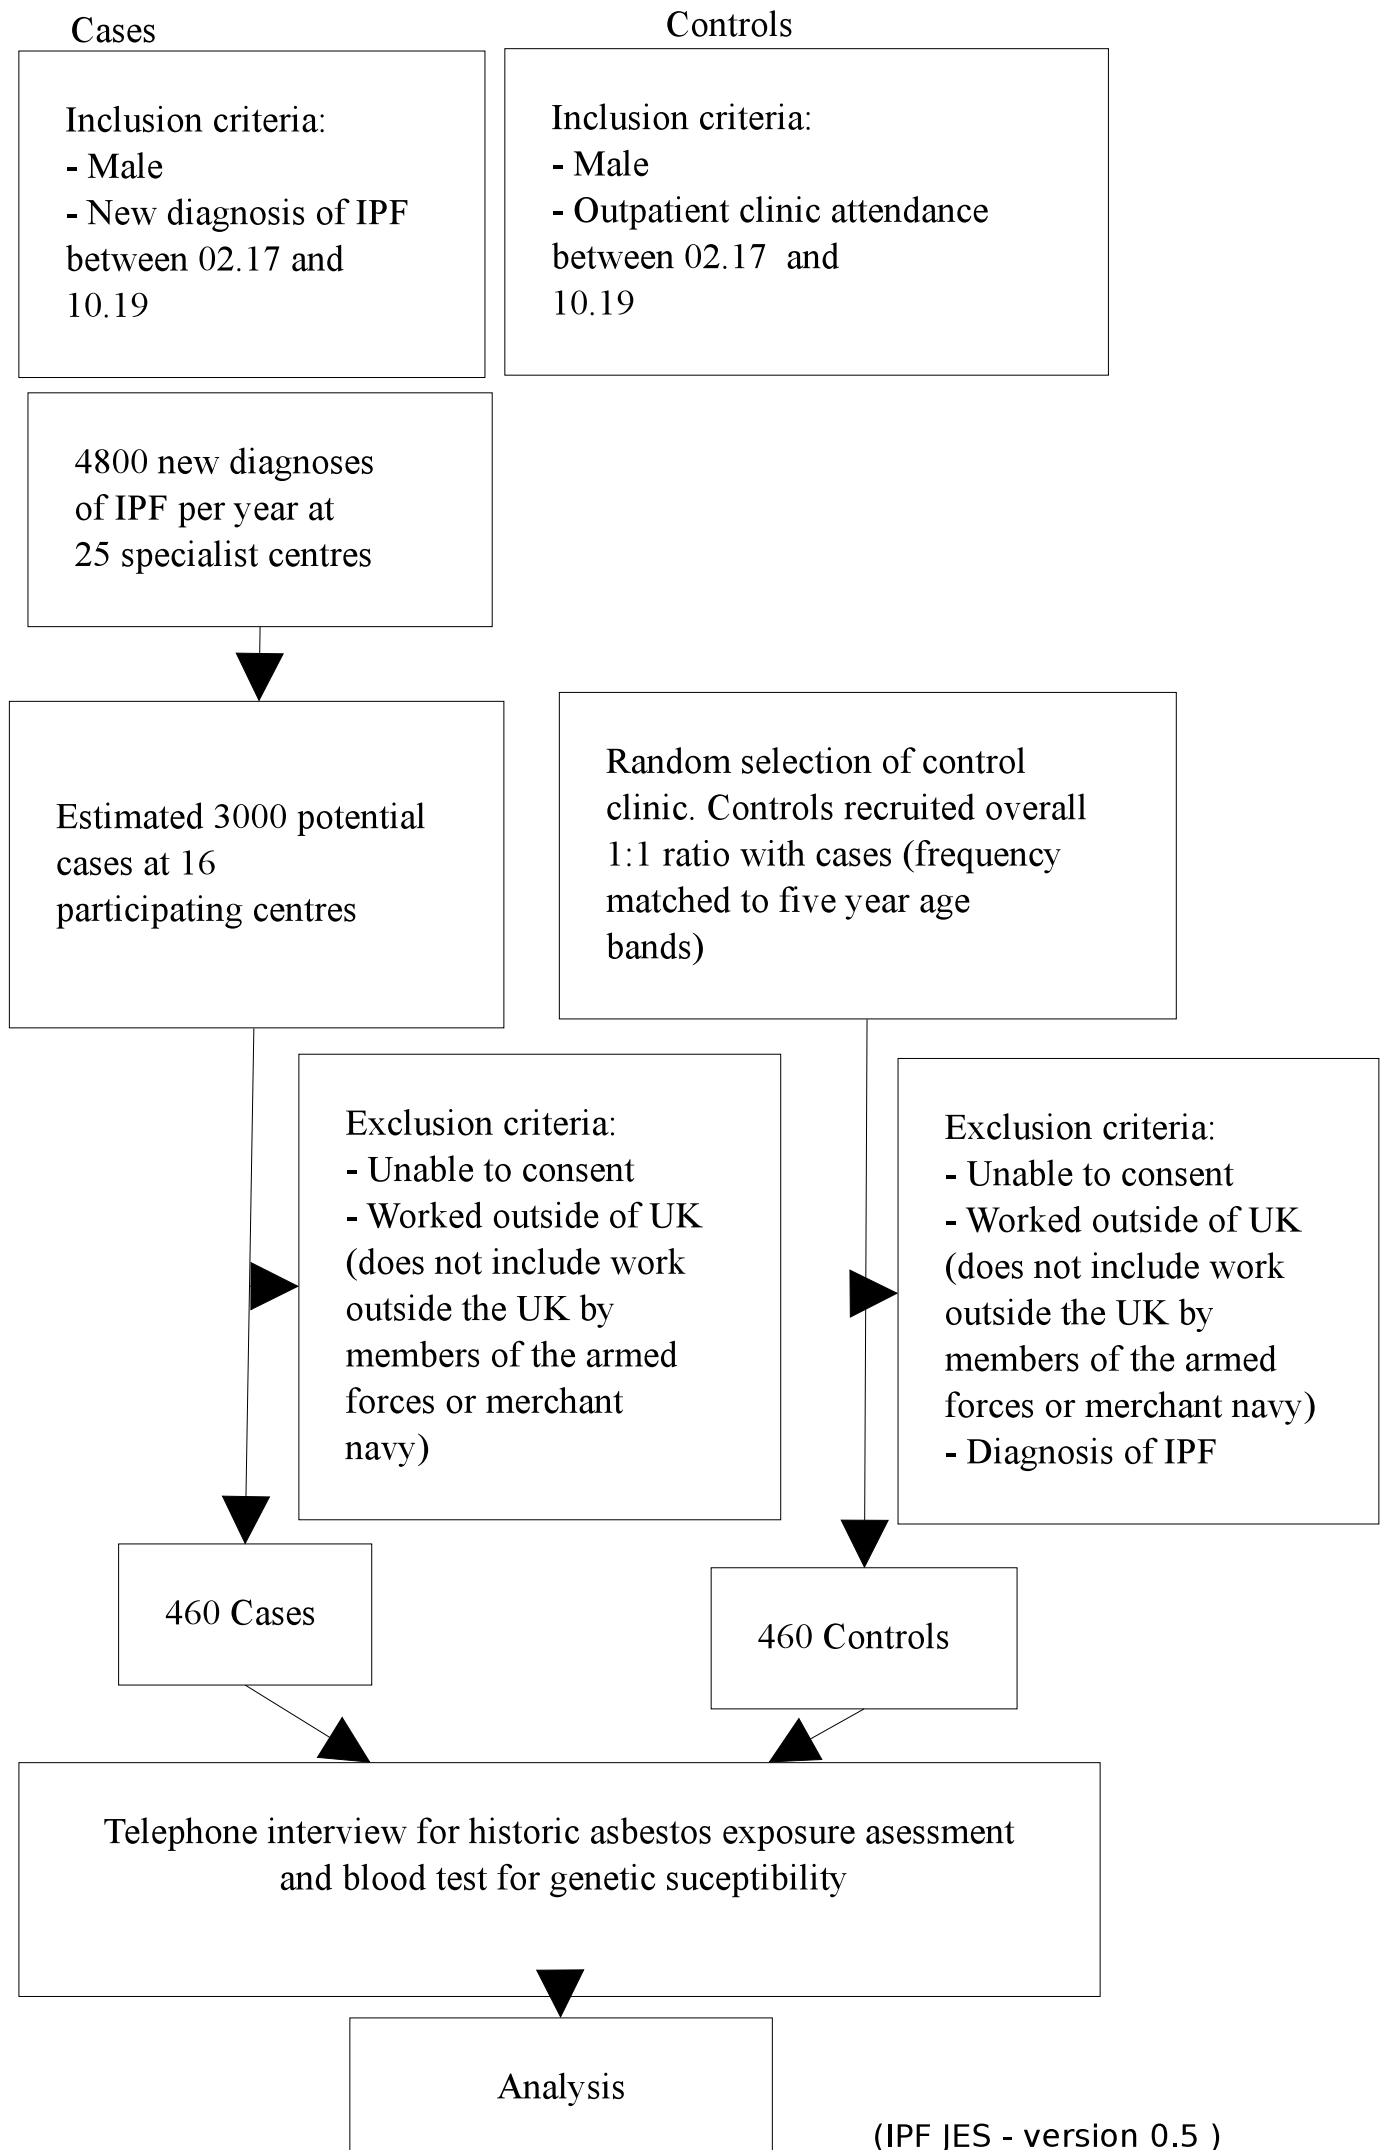 Cases
Controls
Inclusion criteria:
- Male
- New diagnosis of IPF
between 02.17 and
10.19
Inclusion criteria:
- Male
- Outpatient clinic attendance
between 02.17  and
10.19
4800 new diagnoses
of IPF per year at
25 specialist centres
Estimated 3000 potential
cases at 16
participating centres
Random selection of control
clinic. Controls recruited overall
1:1 ratio with cases (frequency
matched to five year age
bands)
Exclusion criteria:
- Unable to consent
- Worked outside of UK
(does not include work
outside the UK by
members of the armed
forces or merchant
navy)
Exclusion criteria:
- Unable to consent
- Worked outside of UK
(does not include work
outside the UK by
members of the armed
forces or merchant navy)
- Diagnosis of IPF
460 Cases
460 Controls
Telephone interview for historic asbestos exposure asessment
and blood test for genetic suceptibility
Analysis
(IPF JES - version 0.5 )